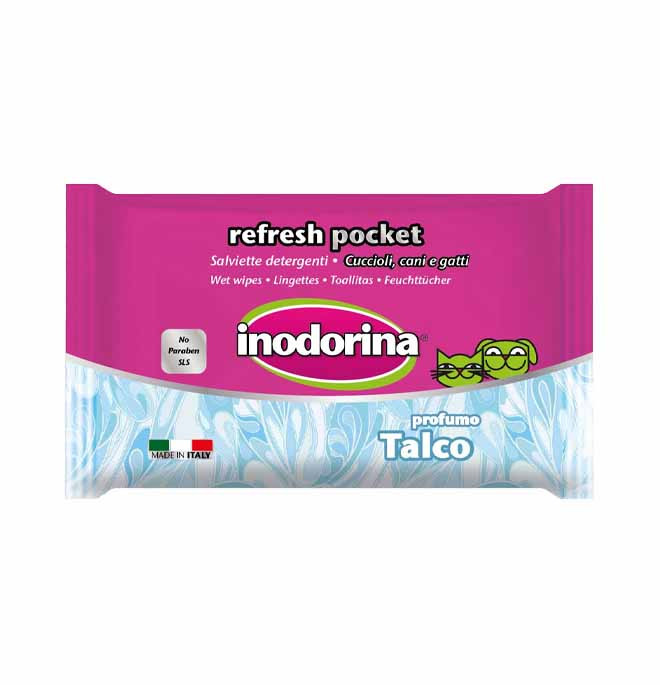 refresh pocket
Salviette detergenti • Cuccioli, cani e gatti
Wet wipes • Lingettes • Toallitas • Feuchttücher
inodorina®
No
Paraben
SLS
profumo
Talco
MADE IN ITALY